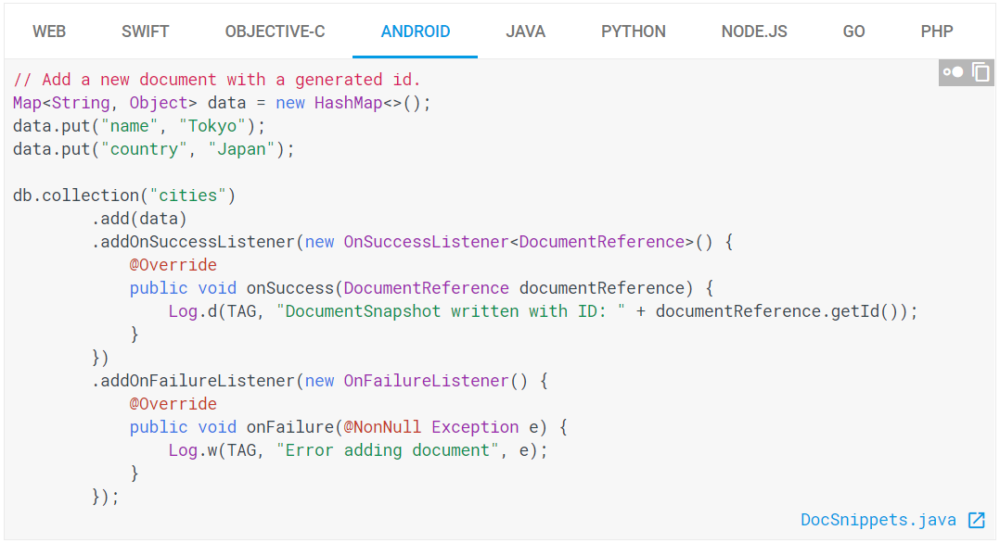 WEB SWIFT OBJECTIVE-C ANDROID JAVA PYTHON NODE.JS GO PHP
// Add a new document with a generated id.
Map<String, Object> data = new HashMap<>();
data.put("name", "Tokyo");
data.put("country", "Japan");

db.collection("cities")
        .add(data)
        .addOnSuccessListener(new OnSuccessListener<DocumentReference>() {
            @Override
            public void onSuccess(DocumentReference documentReference) {
                Log.d(TAG, "DocumentSnapshot written with ID: " + documentReference.getId());
            }
        })
        .addOnFailureListener(new OnFailureListener() {
            @Override
            public void onFailure(@NonNull Exception e) {
                Log.w(TAG, "Error adding document", e);
            }
        });
DocSnippets.java